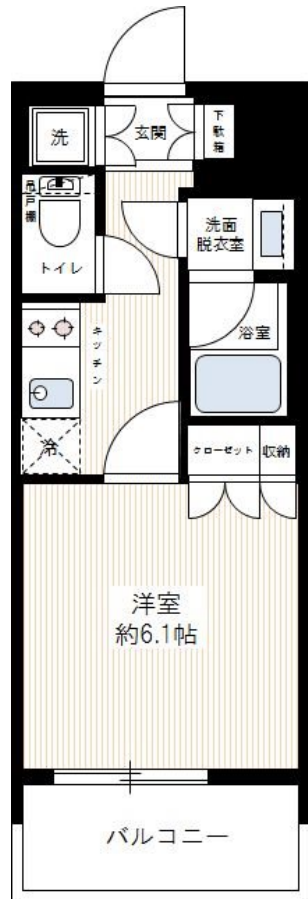 玄関
下駄箱
洗
吊戸棚
トイレ
洗面
脱衣室
浴室
キッチン
冷
クローゼット
収納
洋室
約6.1帖
バルコニー